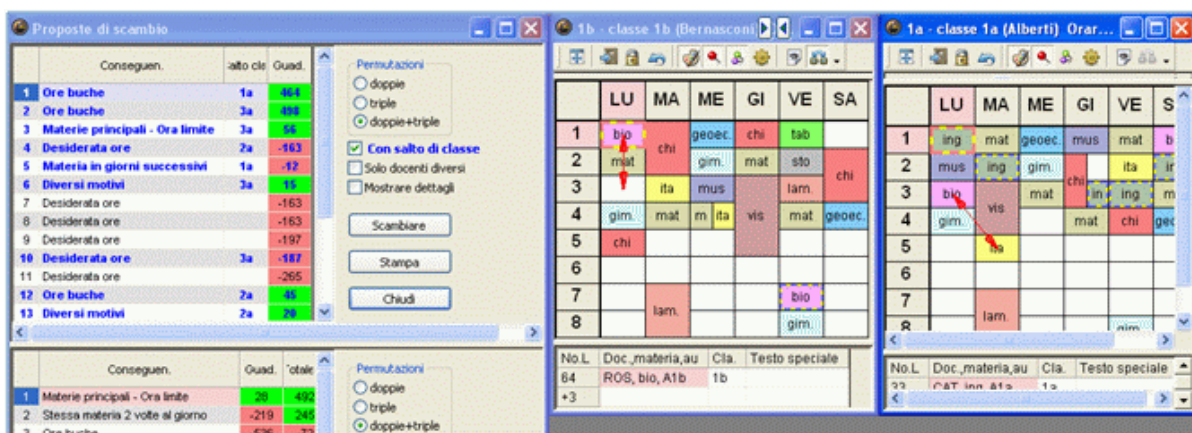 Proposte di scambio
Conseguen. alto cla Guad.
1 Ore buche 1a 464
2 Ore buche 3a 498
3 Materie principali - Ora limite 3a 56
4 Desiderata ore 2a -163
5 Materia in giorni successivi 1a -12
6 Diversi motivi 3a 15
7 Desiderata ore -163
8 Desiderata ore -163
9 Desiderata ore -197
10 Desiderata ore 3a -187
11 Desiderata ore -265
12 Ore buche 2a 45
13 Diversi motivi 2a 20
Permutazioni
doppie
triple
doppie+triple
Con salto di classe
Solo docenti diversi
Mostrare dettagli
Scambiare
Stampa
Chiudi
Conseguen. Guad. Totale
1 Materie principali - Ora limite 28 492
2 Stessa materia 2 volte al giorno -219 245
3 Ore buche
Permutazioni
doppie
triple
doppie+triple
1b - classe 1b (Bernasconi
LU MA ME GI VE SA
1 bio chi geoec. chi tab
2 mat gim. mat sto chi
3 ita mus vis lam.
4 gim. mat m ita mat geoec.
5 chi
6
7 lam. bio
8 gim.
No.L Doc.,materia,au Cla. Testo speciale
64 ROS, bio, A1b 1b
+3
1a - classe 1a (Alberti) Orar...
LU MA ME GI VE S
1 ing mat geoec. mus mat b
2 mus ing gim. chi ita in
3 bio vis mat in ing m
4 gim. mat chi geo
5 ita
6
7 lam.
8 gim.
No.L Doc.,materia,au Cla. Testo speciale
33 CAT, ing, A1a 1a